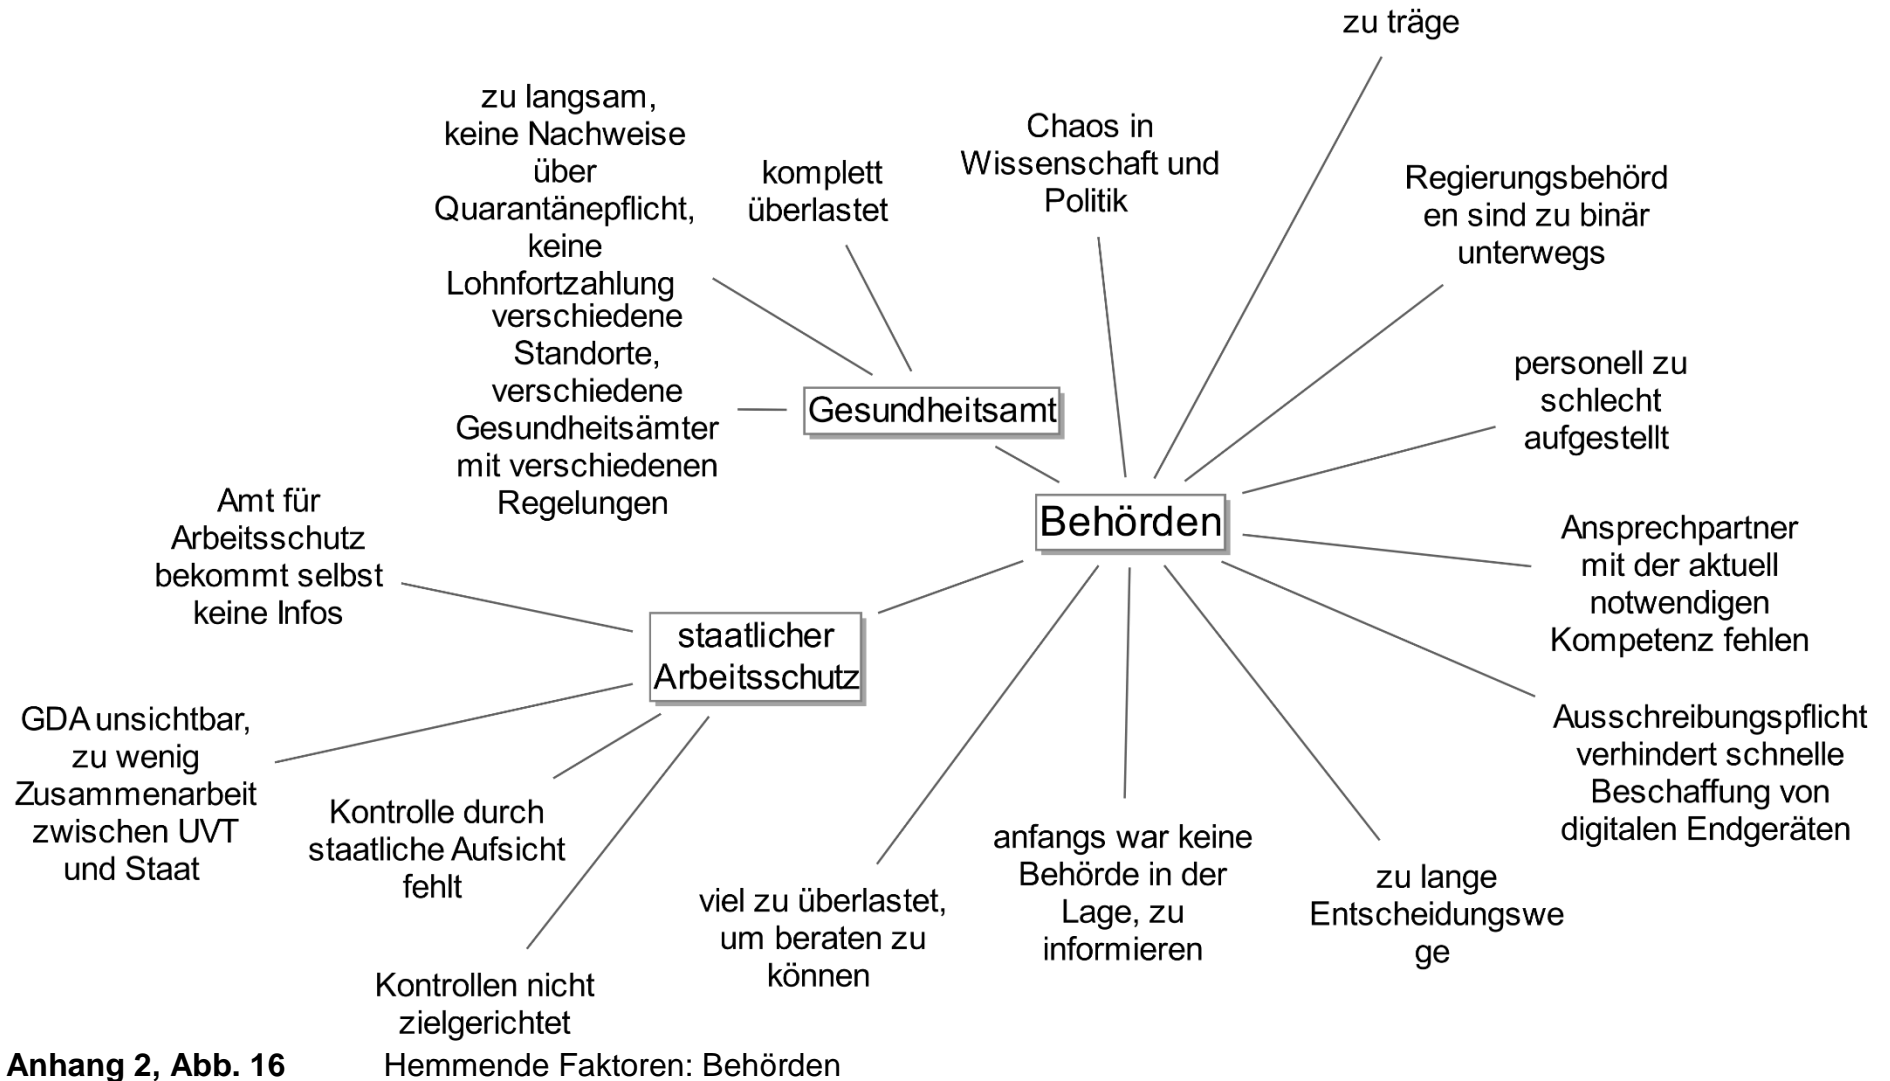 zu träge
zu langsam,
keine Nachweise
über
Quarantänepflicht,
keine
Lohnfortzahlung
komplett
überlastet
Chaos in
Wissenschaft und
Politik
Regierungsbehörd
en sind zu binär
unterwegs
verschiedene
Standorte,
verschiedene
Gesundheitsämter
mit verschiedenen
Regelungen
Gesundheitsamt
personell zu
schlecht
aufgestellt
Behörden
Amt für
Arbeitsschutz
bekommt selbst
keine Infos
Ansprechpartner
mit der aktuell
notwendigen
Kompetenz fehlen
staatlicher
Arbeitsschutz
GDA unsichtbar,
zu wenig
Zusammenarbeit
zwischen UVT
und Staat
Kontrolle durch
staatliche Aufsicht
fehlt
Ausschreibungspflicht
verhindert schnelle
Beschaffung von
digitalen Endgeräten
viel zu überlastet,
um beraten zu
können
anfangs war keine
Behörde in der
Lage, zu
informieren
zu lange
Entscheidungswe
ge
Kontrollen nicht
zielgerichtet
Anhang 2, Abb. 16 Hemmende Faktoren: Behörden